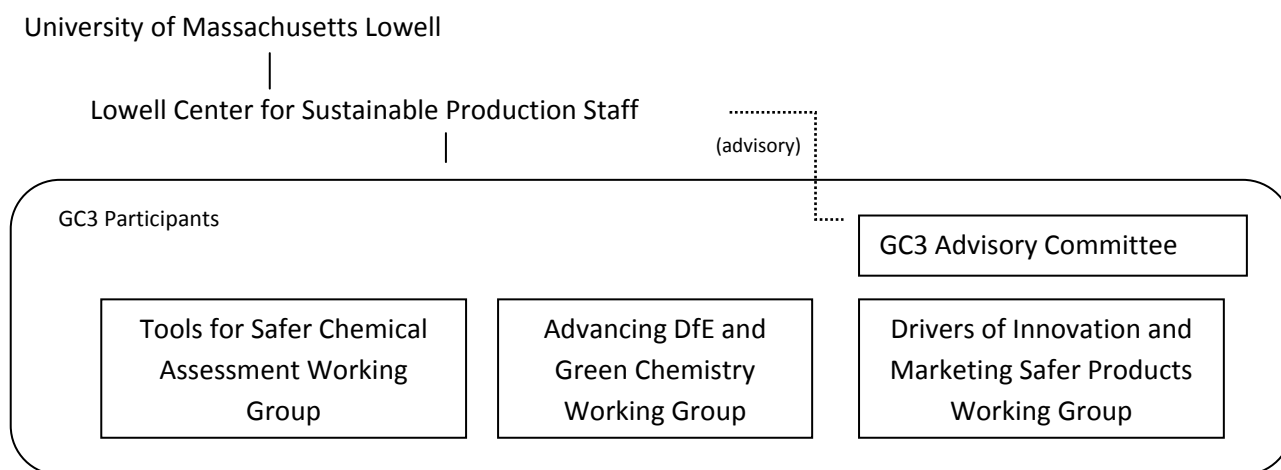 University of Massachusetts Lowell
Lowell Center for Sustainable Production Staff
(advisory)
GC3 Participants
GC3 Advisory Committee
Tools for Safer Chemical
Assessment Working
Group
Advancing DfE and
Green Chemistry
Working Group
Drivers of Innovation and
Marketing Safer Products
Working Group